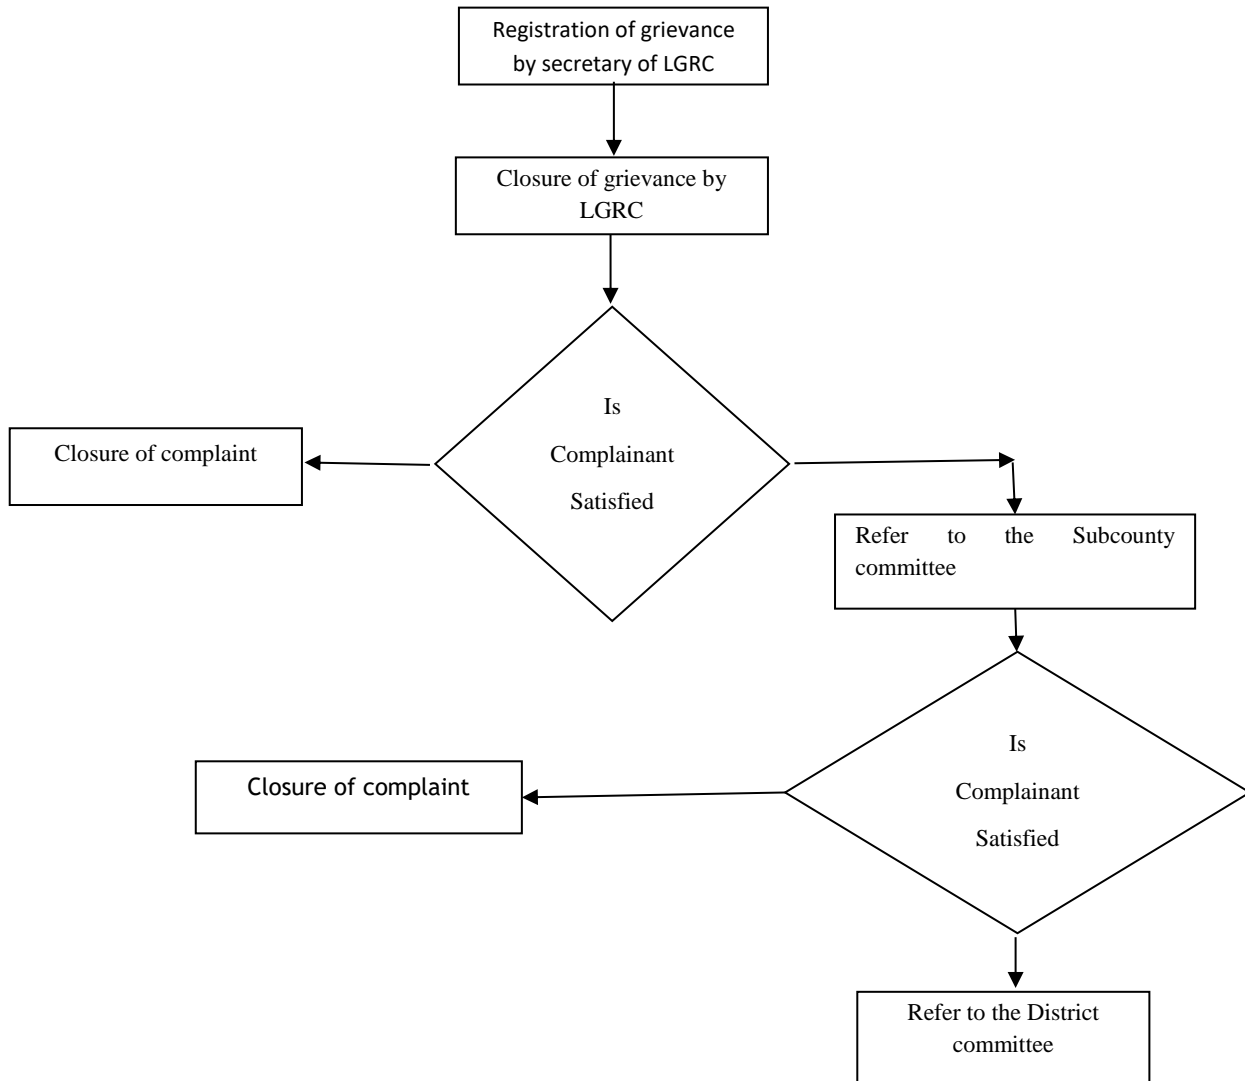 Registration of grievance
by secretary of LGRC
Closure of grievance by
LGRC
Is
Complainant
Satisfied
Closure of complaint
Refer to the Subcounty
committee
Is
Complainant
Satisfied
Closure of complaint
Refer to the District
committee